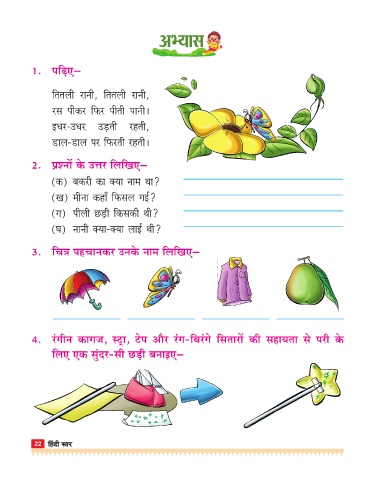 अभ्यास
1. पढ़िए–
तितली रानी, तितली रानी,
रस पीकर फिर पीती पानी।
इधर-उधर उड़ती रहती,
डाल-डाल पर फिरती रहती।
2. प्रश्नों के उत्तर लिखिए–
(क) बकरी का क्या नाम था?
(ख) मीना कहाँ फिसल गई?
(ग) पीली छड़ी किसकी थी?
(घ) नानी क्या-क्या लाई थी?
3. चित्र पहचानकर उनके नाम लिखिए–
4. रंगीन कागज, स्ट्रा, टेप और रंग-बिरंगे सितारों की सहायता से परी के
लिए एक सुंदर-सी छड़ी बनाइए–
22 हिंदी स्तर